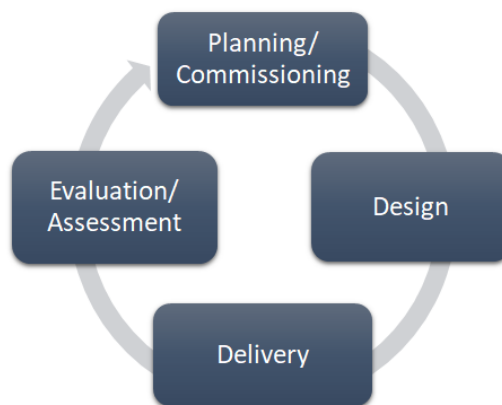 Planning/
Commissioning
Design
Delivery
Evaluation/
Assessment